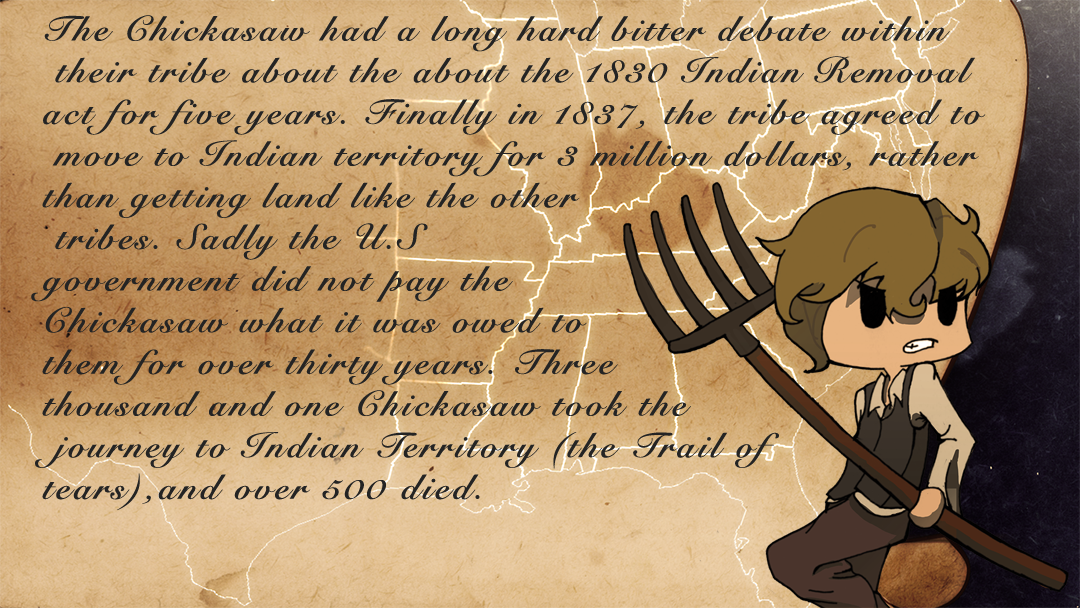 The Chickasaw had a long hard bitter debate within
their tribe about the about the 1830 Indian Removal
act for five years. Finally in 1837, the tribe agreed to
move to Indian territory for 3 million dollars, rather
than getting land like the other
tribes. Sadly the U.S
government did not pay the
Chickasaw what it was owed to
them for over thirty years. Three
thousand and one Chickasaw took the
journey to Indian Territory (the Trail of
tears),and over 500 died.